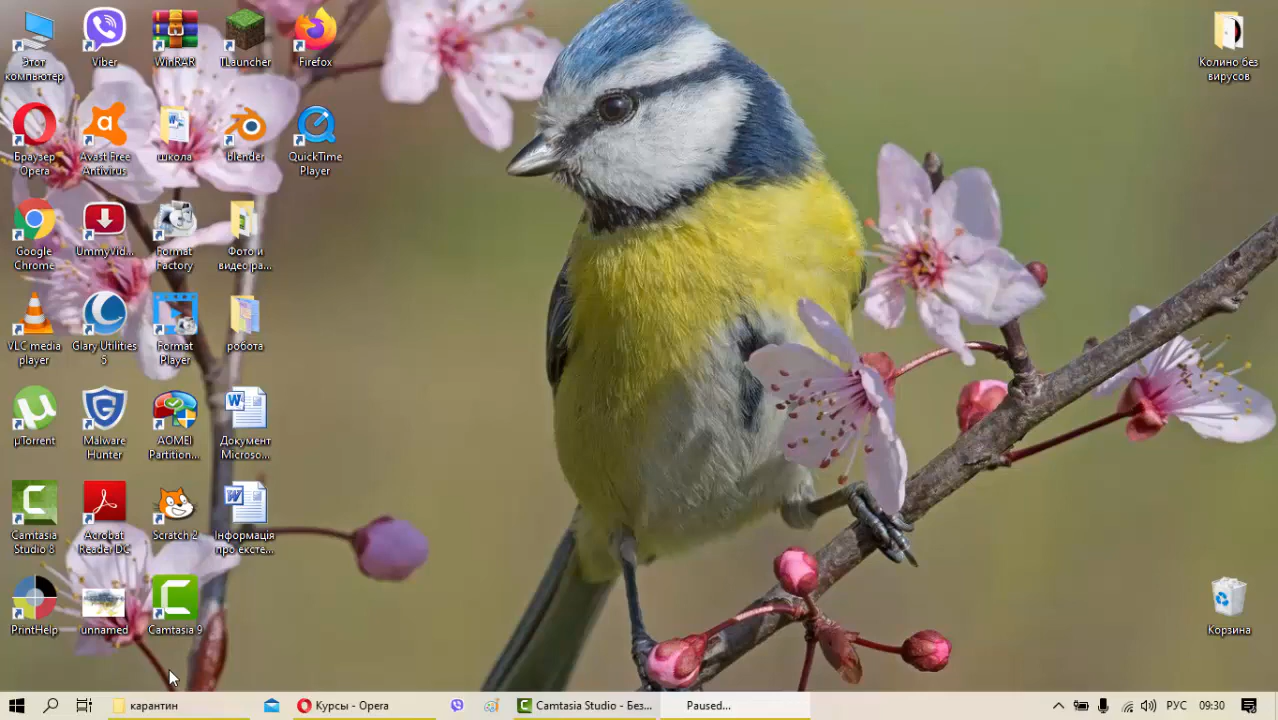 Этот
компьютер
Viber
WinRAR
TLauncher
Firefox
Колино без
вирусов
Браузер
Opera
Avast Free
Antivirus
школа
Blender
QuickTime
Player
Google
Chrome
UmmyVid...
Format
Factory
Фото и
видео ра...
VLC media
player
Glary Utilities
5
Format
Player
робота
µTorrent
Malware
Hunter
AOMEI
Partition...
Документ
Microso...
Camtasia
Studio 8
Acrobat
Reader DC
Scratch 2
Інформація
проексте...
PrintHelp
unnamed
Camtasia 9
Корзина
карантин
Курсы - Opera
Camtasia Studio - Без...
Paused...
РУС
09:30